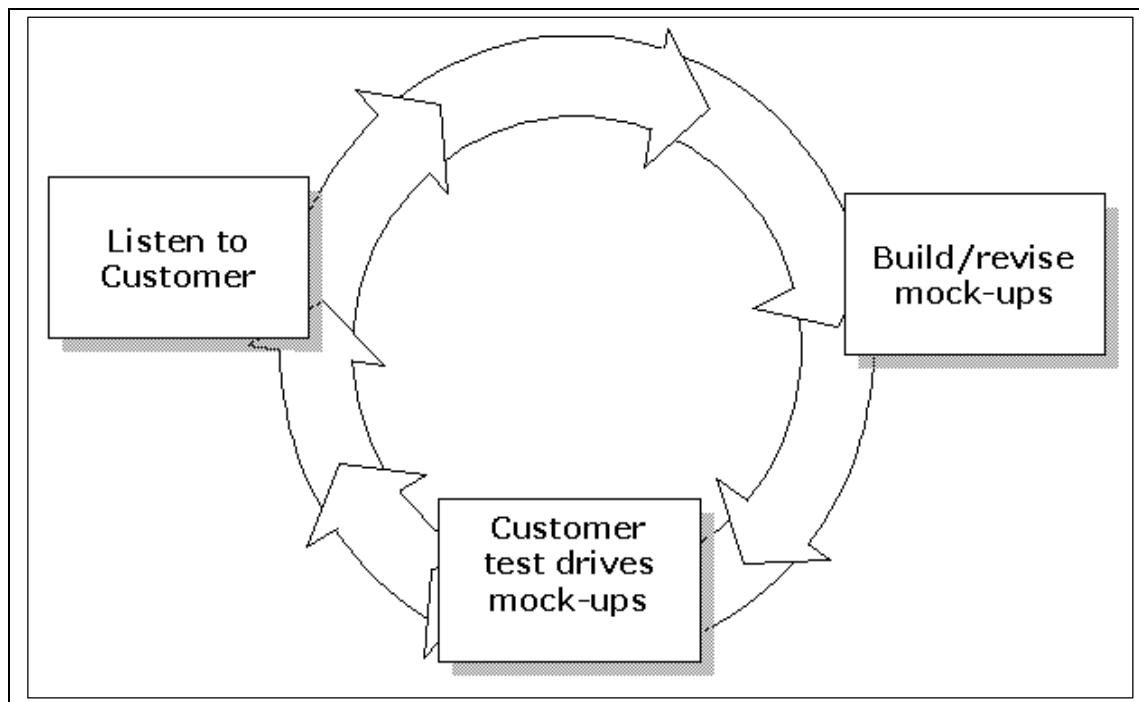 Listen to
Customer
Build/revise
mock-ups
Customer
test drives
mock-ups